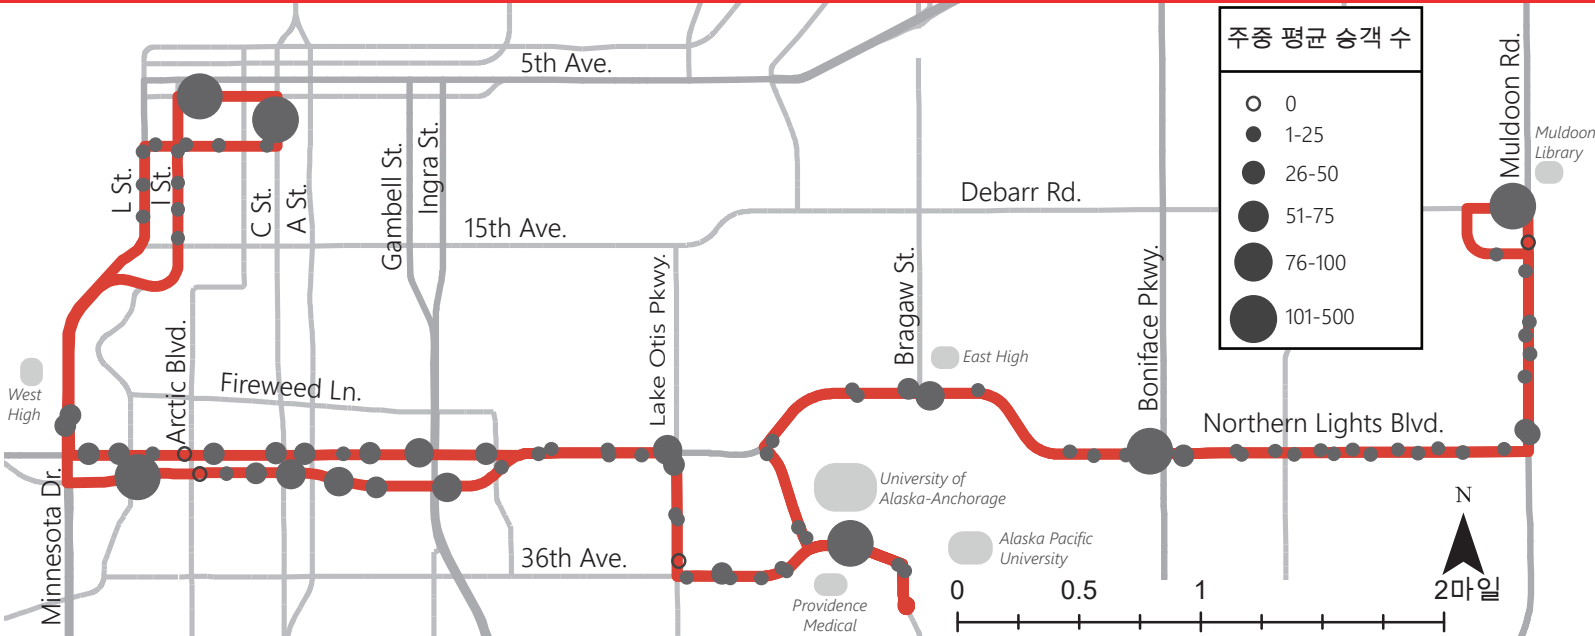 주중 평균 승객 수
0
1-25
26-50
51-75
76-100
101-500
5th Ave.
L St.
I St.
C St.
A St.
Gambell St.
Ingra St.
15th Ave.
Debarr Rd.
Muldoon Rd.
Muldoon
Library
Lake Otis Pkwy.
Bragaw St.
Boniface Pkwy.
East High
West
High
Arctic Blvd.
Fireweed Ln.
Northern Lights Blvd.
Minnesota Dr.
University of
Alaska-Anchorage
36th Ave.
Alaska Pacific
University
Providence
Medical
N
0
0.5
1
2마일